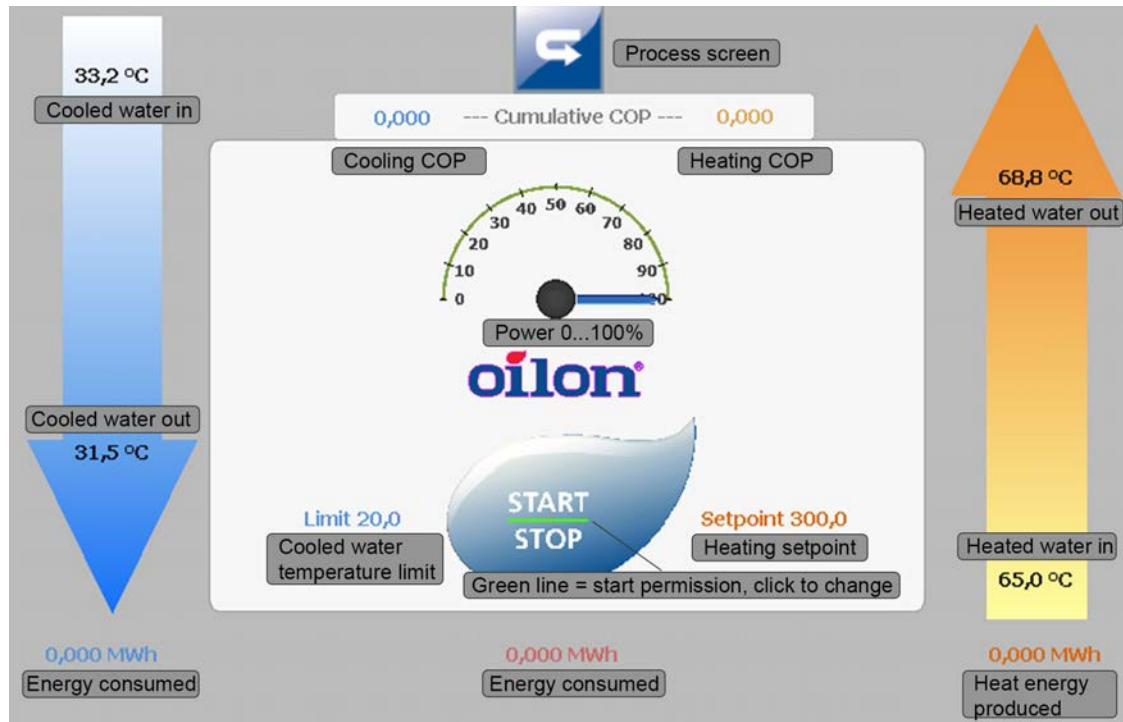 Process screen
33,2 °C
Cooled water in
0,000 --- Cumulative COP --- 0,000
Cooling COP
Heating COP
68,8 °C
Heated water out
0
10
20
30
40
50
60
70
80
90
100
Power 0...100%
oilon®
Cooled water out
31,5 °C
START
STOP
Limit 20,0
Cooled water
temperature limit
Setpoint 300,0
Heating setpoint
Green line = start permission, click to change
Heated water in
65,0 °C
0,000 MWh
Energy consumed
0,000 MWh
Energy consumed
0,000 MWh
Heat energy
produced